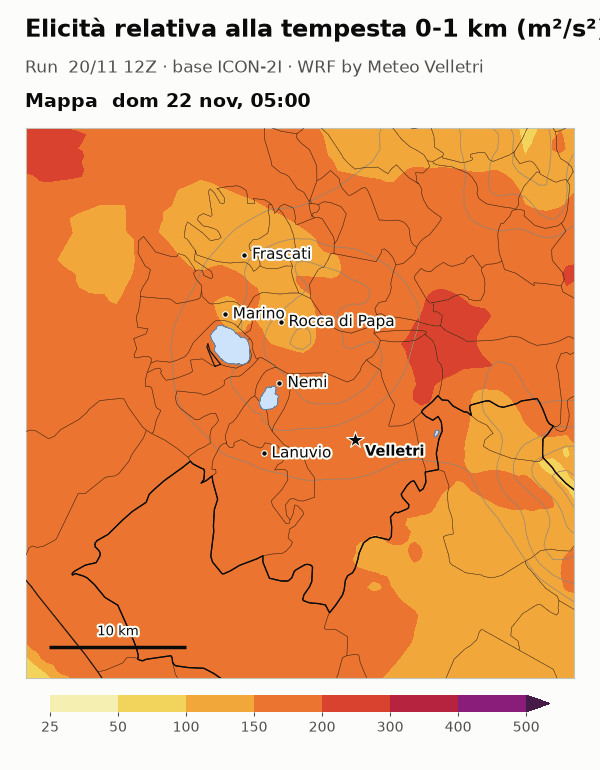 Elicità relativa alla tempesta 0-1 km (m²/s²)
Run 20/11 12Z · base ICON-2I · WRF by Meteo Velletri
Mappa dom 22 nov, 05:00
Frascati
Marino
Rocca di Papa
Nemi
Lanuvio
Velletri
10 km
25 50 100 150 200 300 400 500